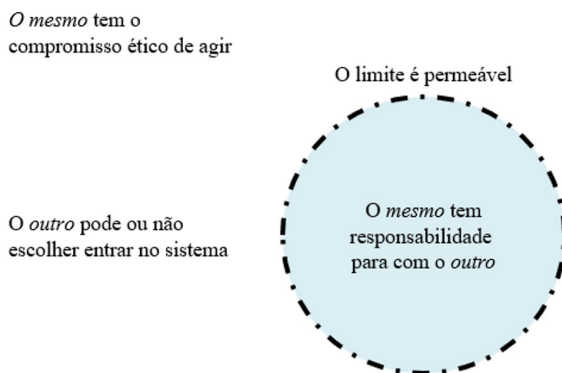 O mesmo tem o
compromisso ético de agir
O limite é permeável
O outro pode ou não
escolher entrar no sistema
O mesmo tem
responsabilidade
para com o outro